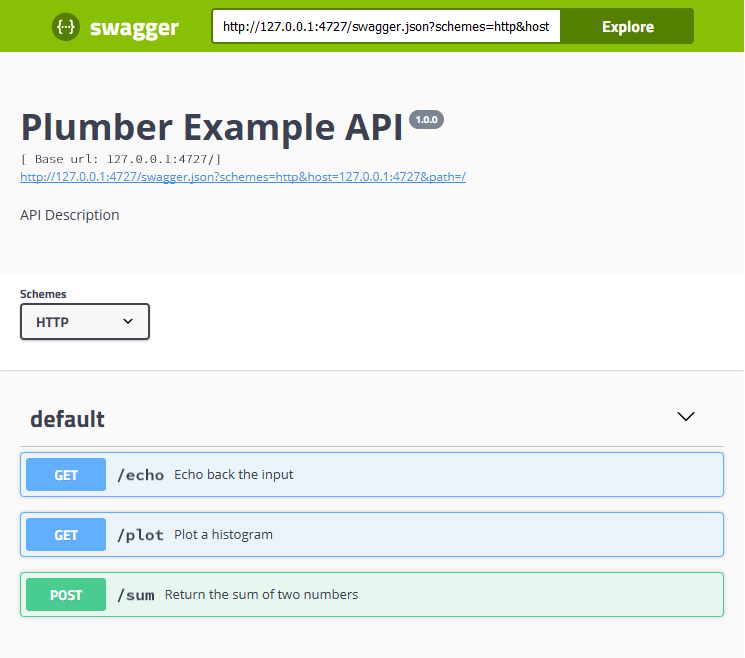 {···} swagger http://127.0.0.1:4727/swagger.json?schemes=http&host Explore
Plumber Example API 1.0.0
[ Base url: 127.0.0.1:4727/]
http://127.0.0.1:4727/swagger.json?schemes=http&host=127.0.0.1:4727&path=/
API Description
Schemes
HTTP
default
GET /echo Echo back the input
GET /plot Plot a histogram
POST /sum Return the sum of two numbers